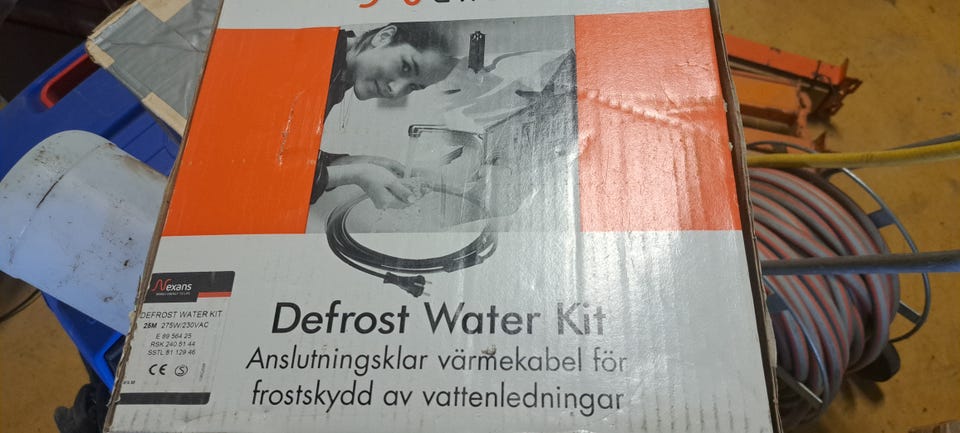 Nexans
DEFROST WATER KIT
25M 275W/230VAC
E 89 564 25
RSK 240 51 44
SSTL 81 129 46
CE S
Defrost Water Kit
Anslutningsklar värmekabel för
frostskydd av vattenledningar